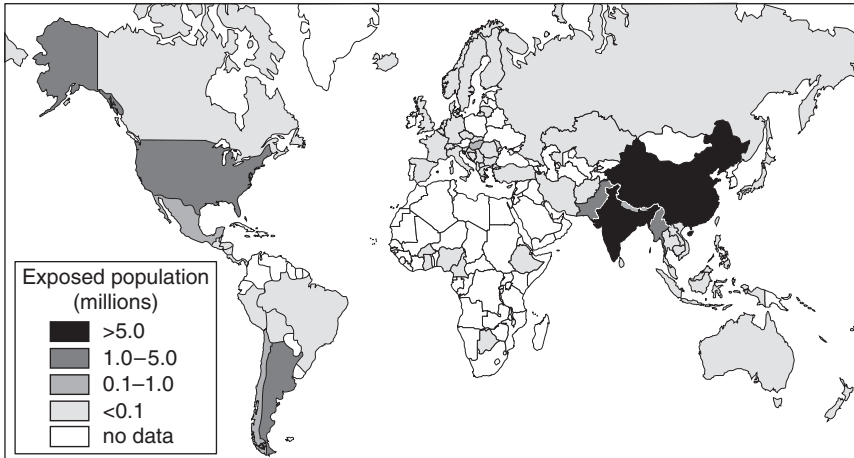 Exposed population
(millions)
>5.0
1.0–5.0
0.1–1.0
<0.1
no data